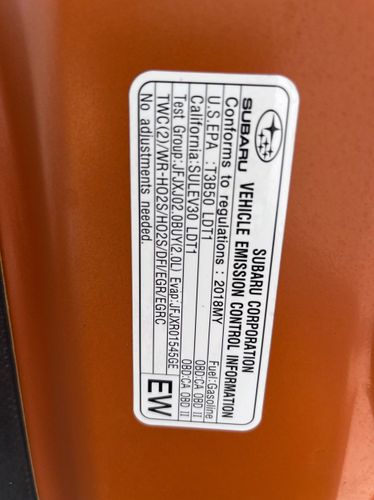 SUBARU CORPORATION
SUBARU VEHICLE EMISSION CONTROL INFORMATION
Conforms to regulations : 2018MY Fuel:Gasoline
U.S.EPA : T3B50 LDT1 OBD:CA OBD II
California:SULEV30 LDT1 OBD:CA OBD II
Test Group:JFJXJ02.0BUY(2.0L) Evap:JFJXR01545GE
TWC(2)/WR-HO2S/HO2S/DFI/EGR/EGRC
No adjustments needed.
EW